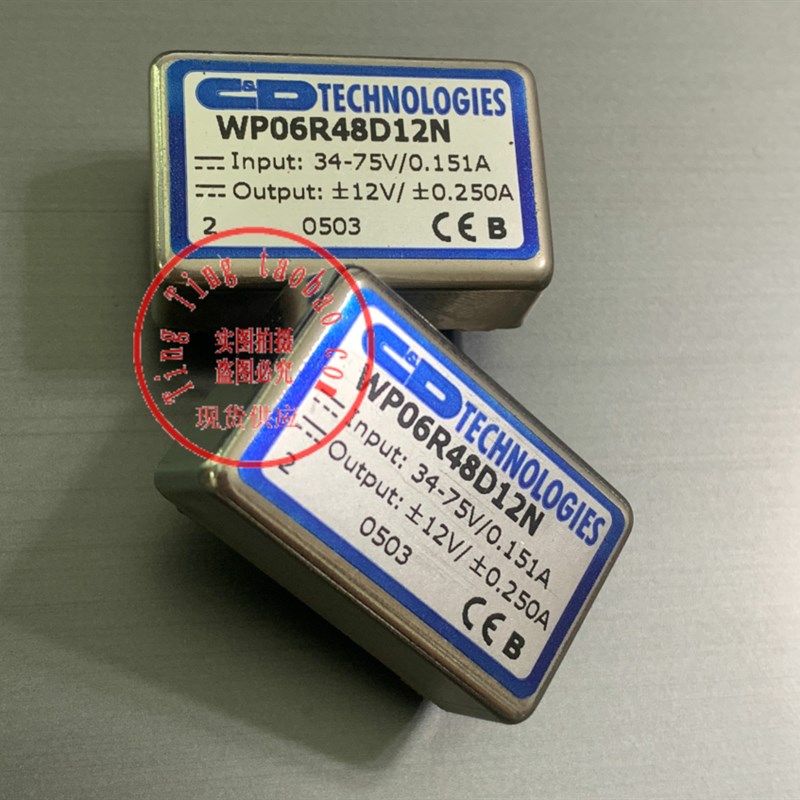 C&D TECHNOLOGIES
WP06R48D12N
Input: 34-75V/0.151A
Output: ±12V/ ±0.250A
2 0503 CE B
Ting Ting taobao com
实图拍摄
盗图必究
现货供应
C&D TECHNOLOGIES
WP06R48D12N
Input: 34-75V/0.151A
Output: ±12V/ ±0.250A
2 0503 CE B